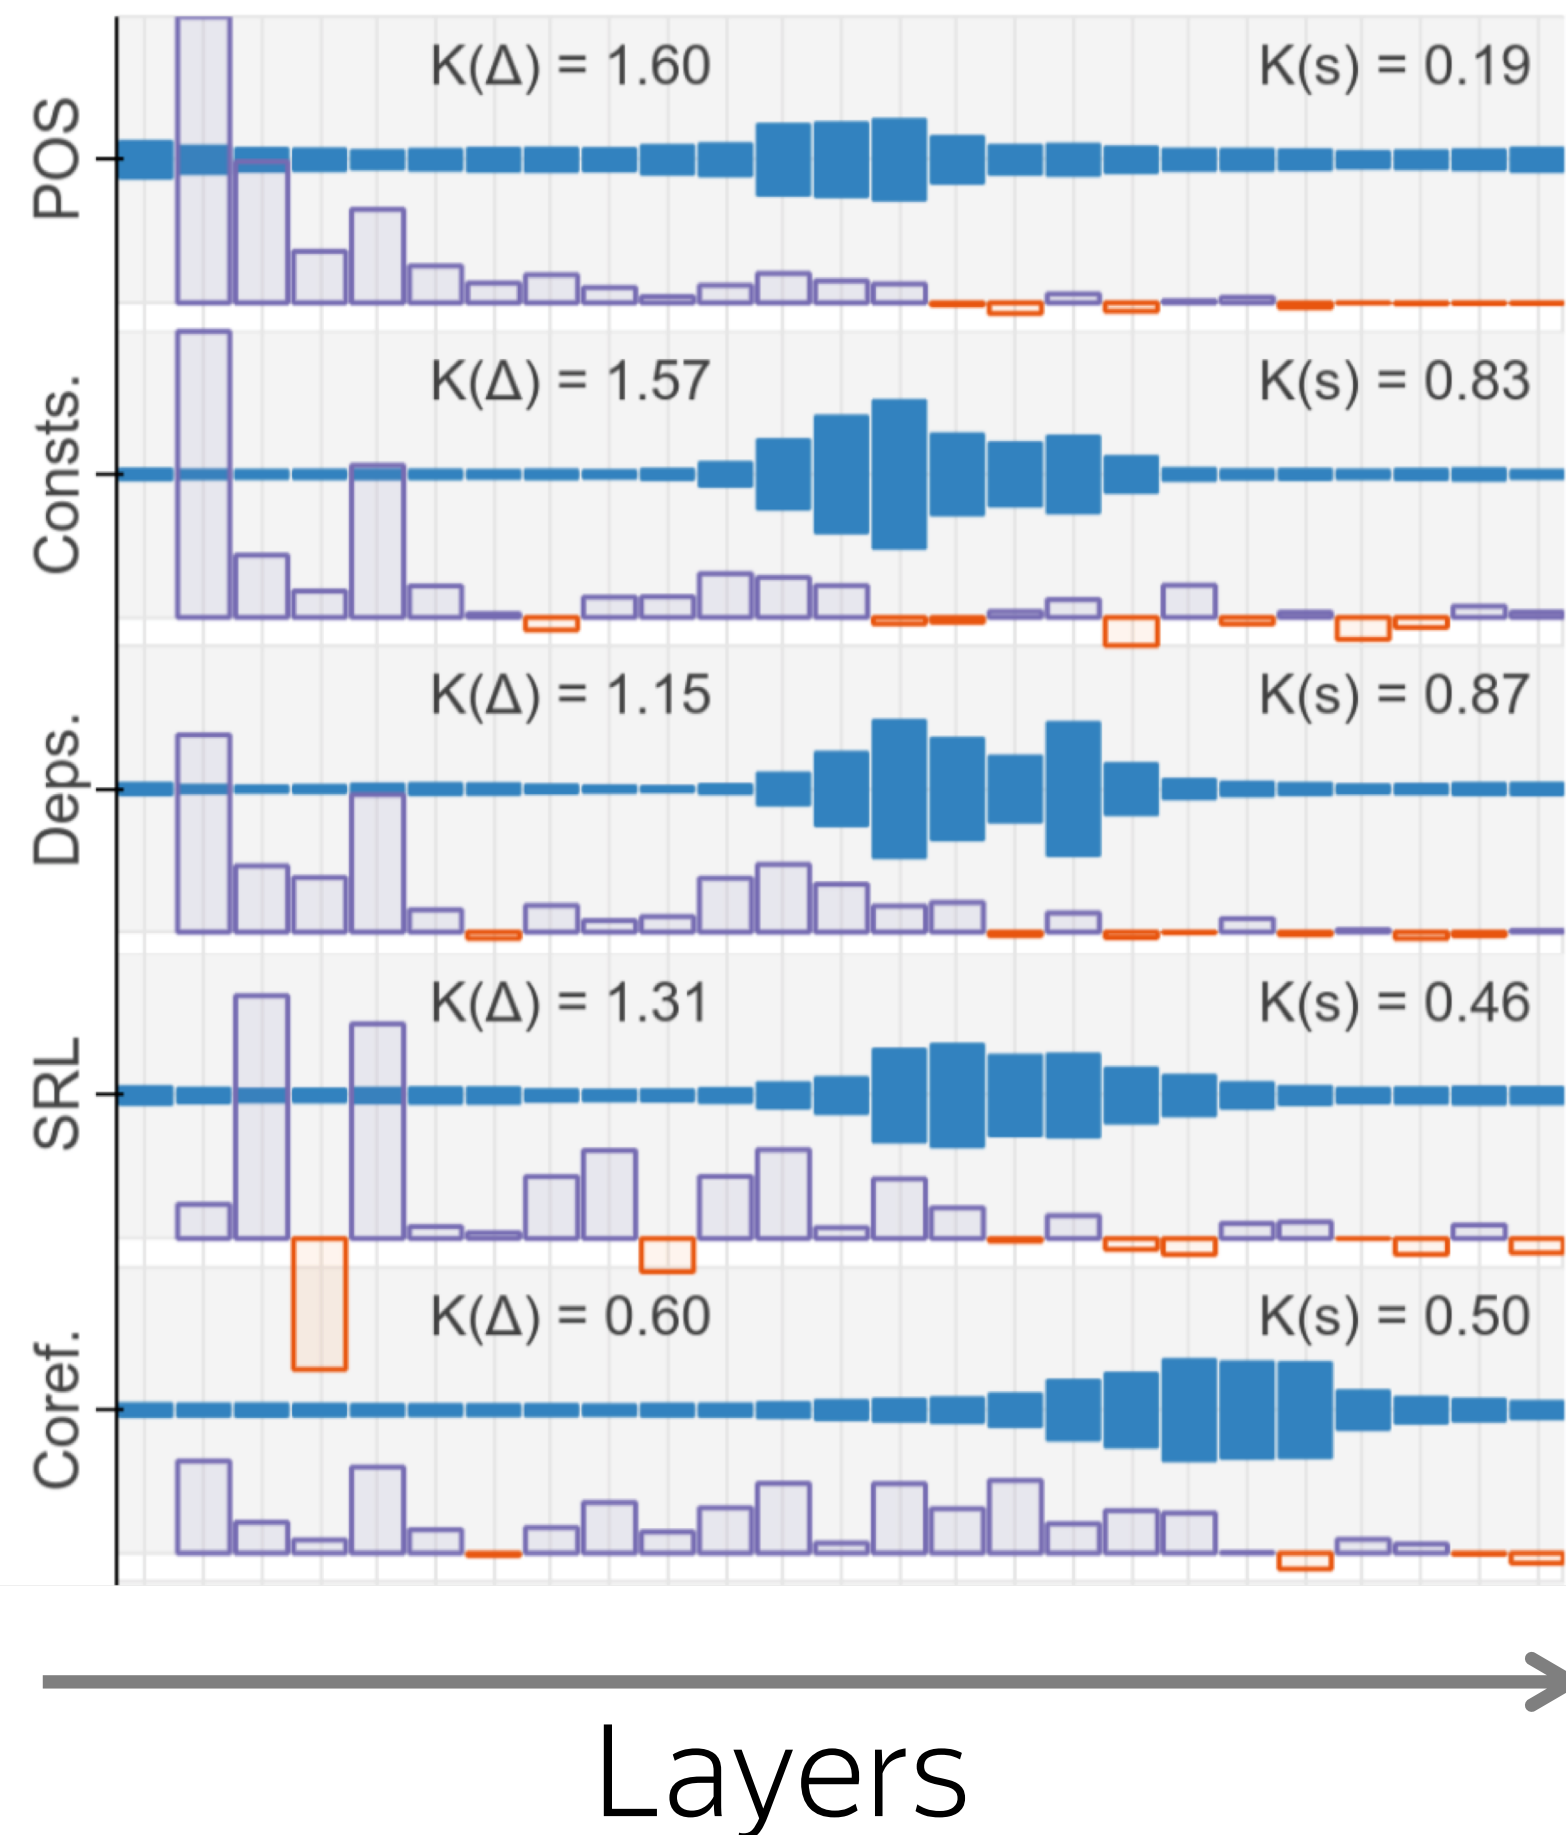 POS
K(Δ) = 1.60 K(s) = 0.19
Consts.
K(Δ) = 1.57 K(s) = 0.83
Deps.
K(Δ) = 1.15 K(s) = 0.87
SRL
K(Δ) = 1.31 K(s) = 0.46
Coref.
K(Δ) = 0.60 K(s) = 0.50
Layers